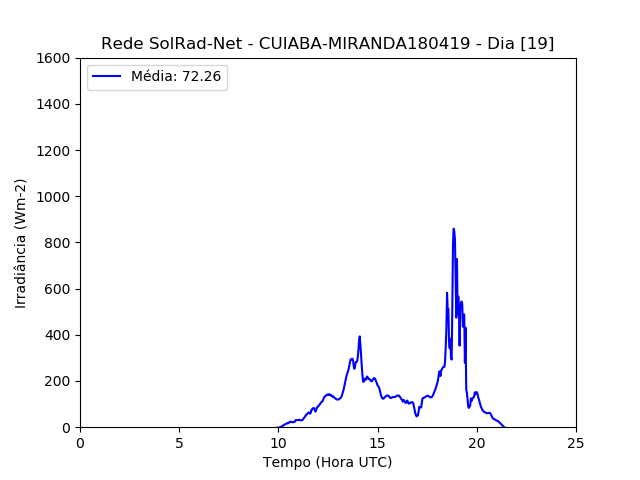 Rede SolRad-Net - CUIABA-MIRANDA180419 - Dia [19]
Média: 72.26
1600
1400
1200
1000
800
600
400
200
0
Irradiância (Wm-2)
0 5 10 15 20 25
Tempo (Hora UTC)